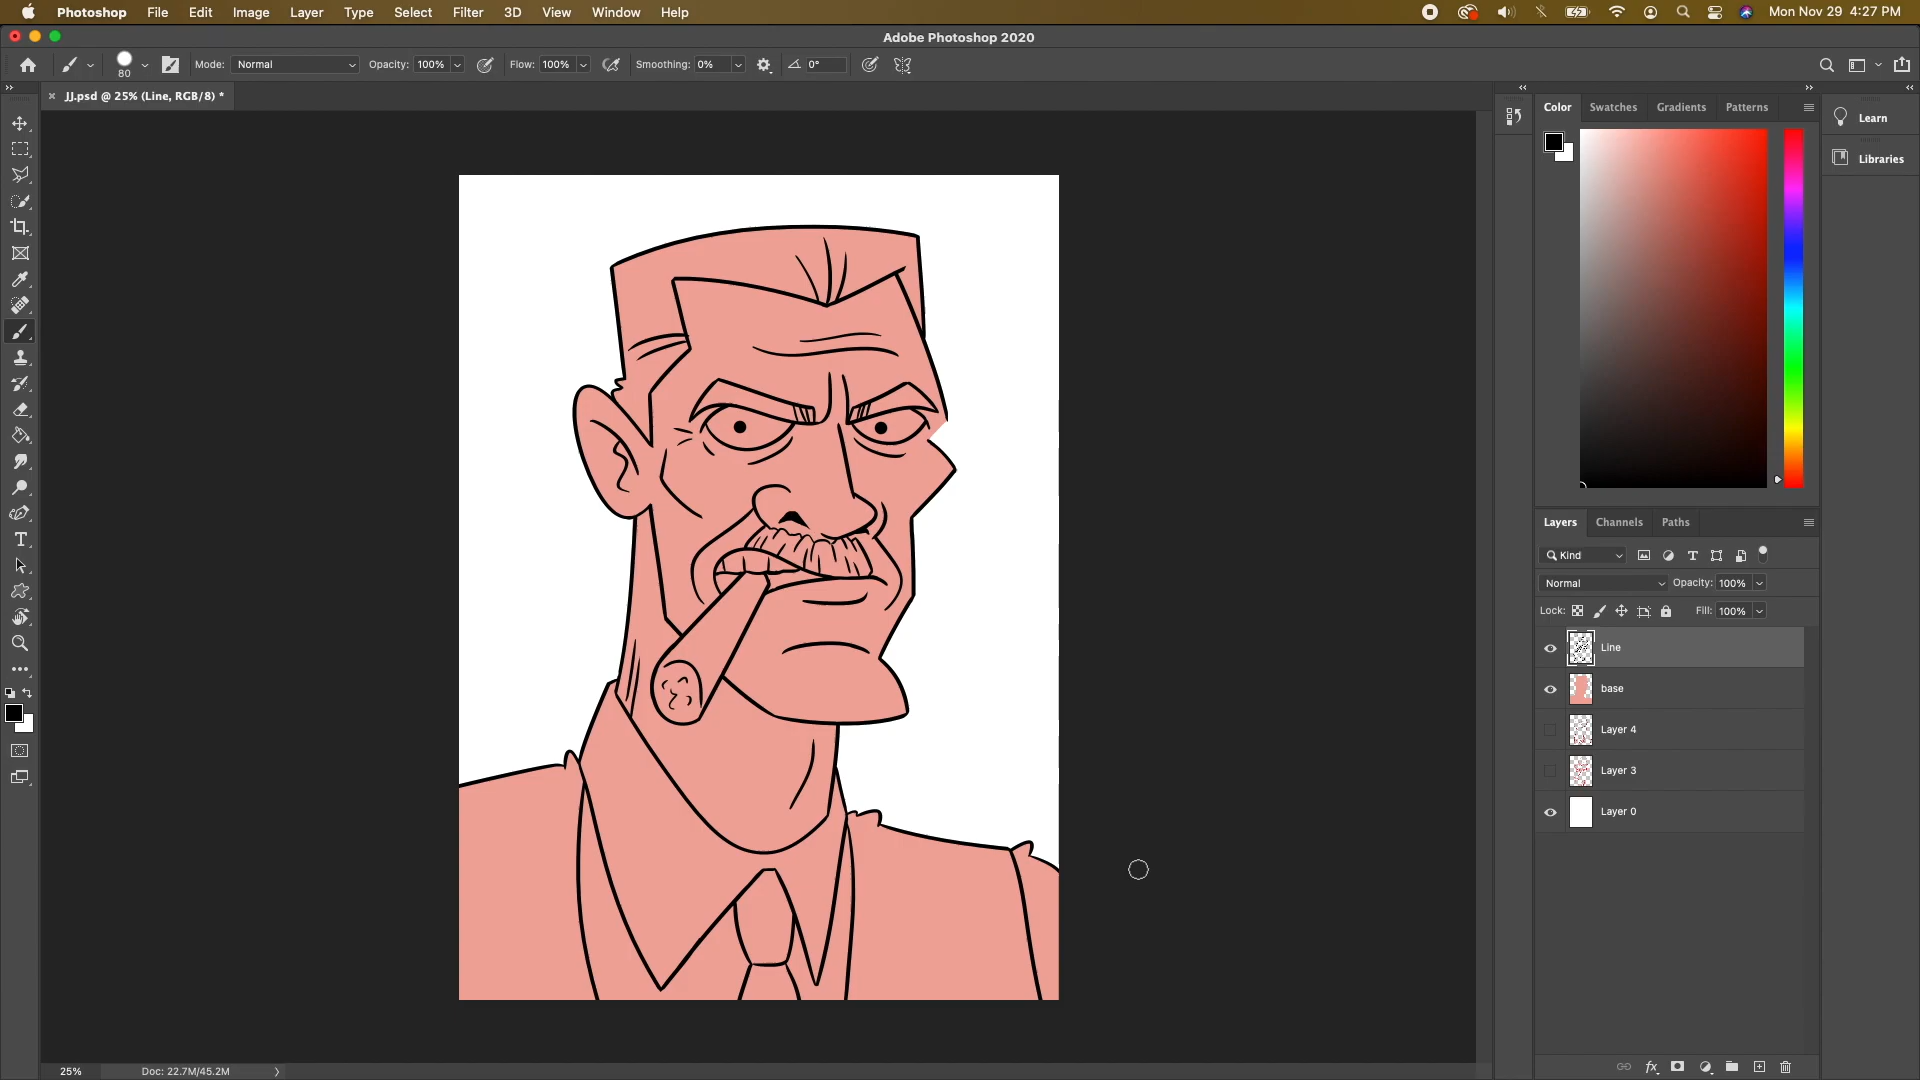 Photoshop File Edit Image Layer Type Select Filter 3D View Window Help Mon Nov 29 4:27 PM
Adobe Photoshop 2020
80 Mode: Normal Opacity: 100% Flow: 100% Smoothing: 0% 0°
JJ.psd @ 25% (Line, RGB/8) *
Color Swatches Gradients Patterns
Learn
Libraries
Layers Channels Paths
Kind
Normal Opacity: 100%
Lock: Fill: 100%
Line
base
Layer 4
Layer 3
Layer 0
25% Doc: 22.7M/45.2M